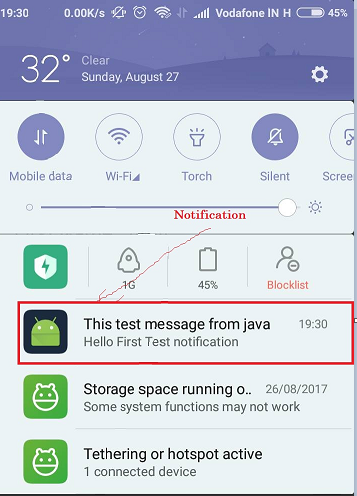 19:30 0.00K/s Vodafone IN H 45%
32° Clear
Sunday, August 27
Mobile data Wi-Fi Torch Silent Scree
Notification
1G 45% Blocklist
This test message from java 19:30
Hello First Test notification
Storage space running o.. 26/08/2017
Some system functions may not work
Tethering or hotspot active
1 connected device